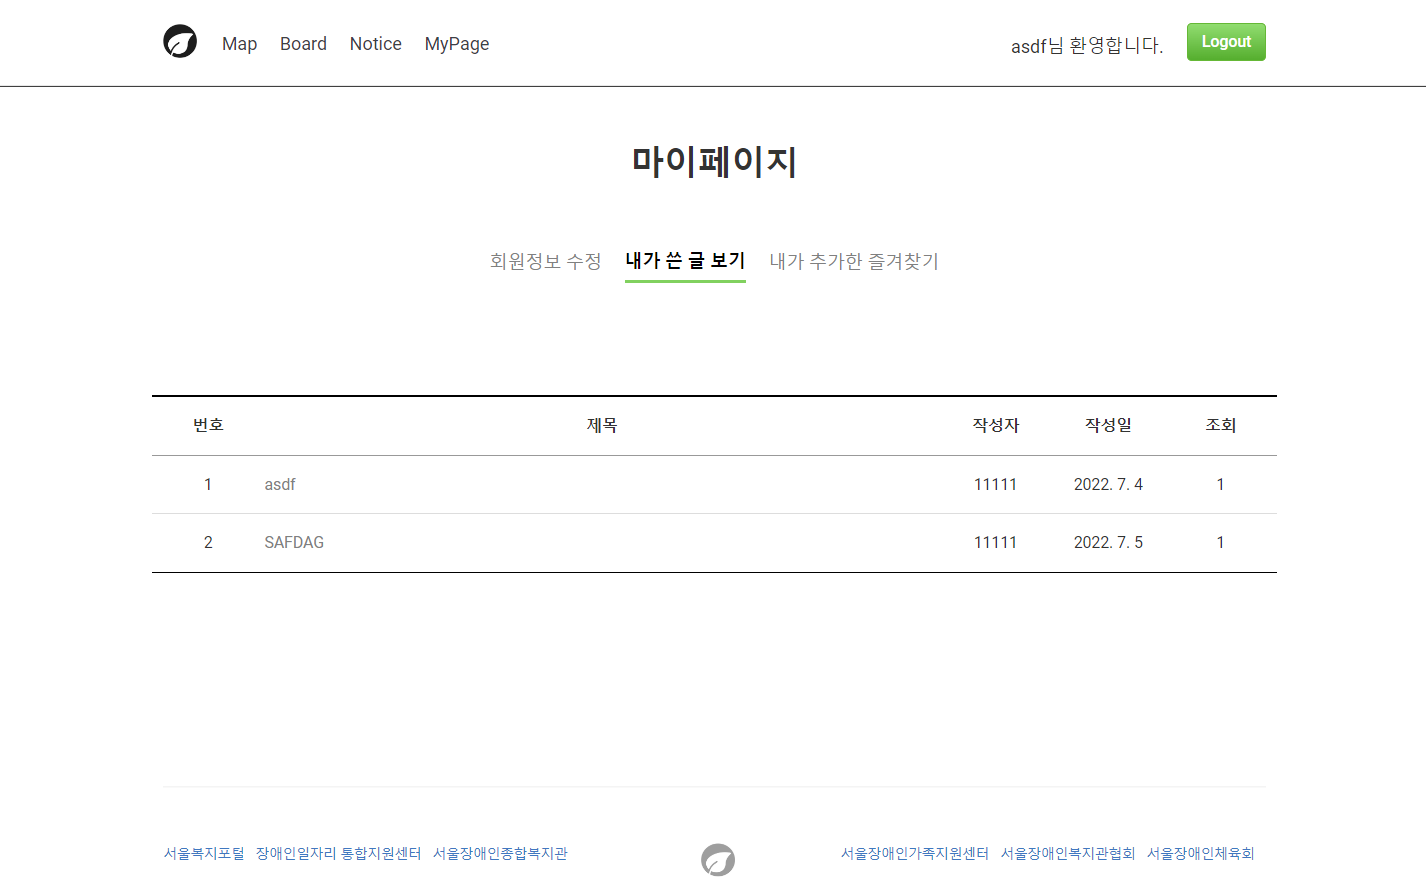 Map Board Notice MyPage asdf님 환영합니다. Logout
마이페이지
회원정보 수정 내가 쓴 글 보기 내가 추가한 즐겨찾기
번호 제목 작성자 작성일 조회
1 asdf 11111 2022. 7. 4 1
2 SAFDAG 11111 2022. 7. 5 1
서울복지포털 장애인일자리 통합지원센터 서울장애인종합복지관 서울장애인가족지원센터 서울장애인복지관협회 서울장애인체육회